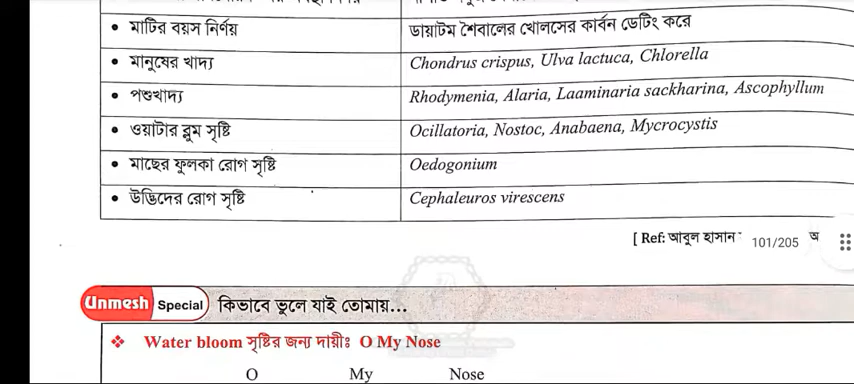 • মাটির বয়স নির্ণয় ডায়াটম শৈবালের খোলসের কার্বন ডেটিং করে
• মানুষের খাদ্য Chondrus crispus, Ulva lactuca, Chlorella
• পশুখাদ্য Rhodymenia, Alaria, Laaminaria sackharina, Ascophyllum
• ওয়াটার ব্লুম সৃষ্টি Ocillatoria, Nostoc, Anabaena, Mycrocystis
• মাছের ফুলকা রোগ সৃষ্টি Oedogonium
• উদ্ভিদের রোগ সৃষ্টি Cephaleuros virescens
[ Ref: আবুল হাসান 101/205 অ
Unmesh Special কিভাবে ভুলে যাই তোমায়...
❖ Water bloom সৃষ্টির জন্য দায়ীঃ O My Nose
O My Nose